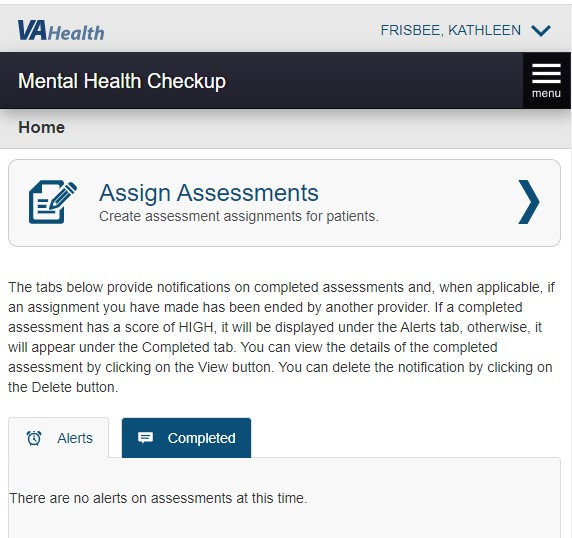 VA Health
FRISBEE, KATHLEEN
Mental Health Checkup
menu
Home
Assign Assessments
Create assessment assignments for patients.
The tabs below provide notifications on completed assessments and, when applicable, if
an assignment you have made has been ended by another provider. If a completed
assessment has a score of HIGH, it will be displayed under the Alerts tab, otherwise, it
will appear under the Completed tab. You can view the details of the completed
assessment by clicking on the View button. You can delete the notification by clicking on
the Delete button.
Alerts
Completed
There are no alerts on assessments at this time.